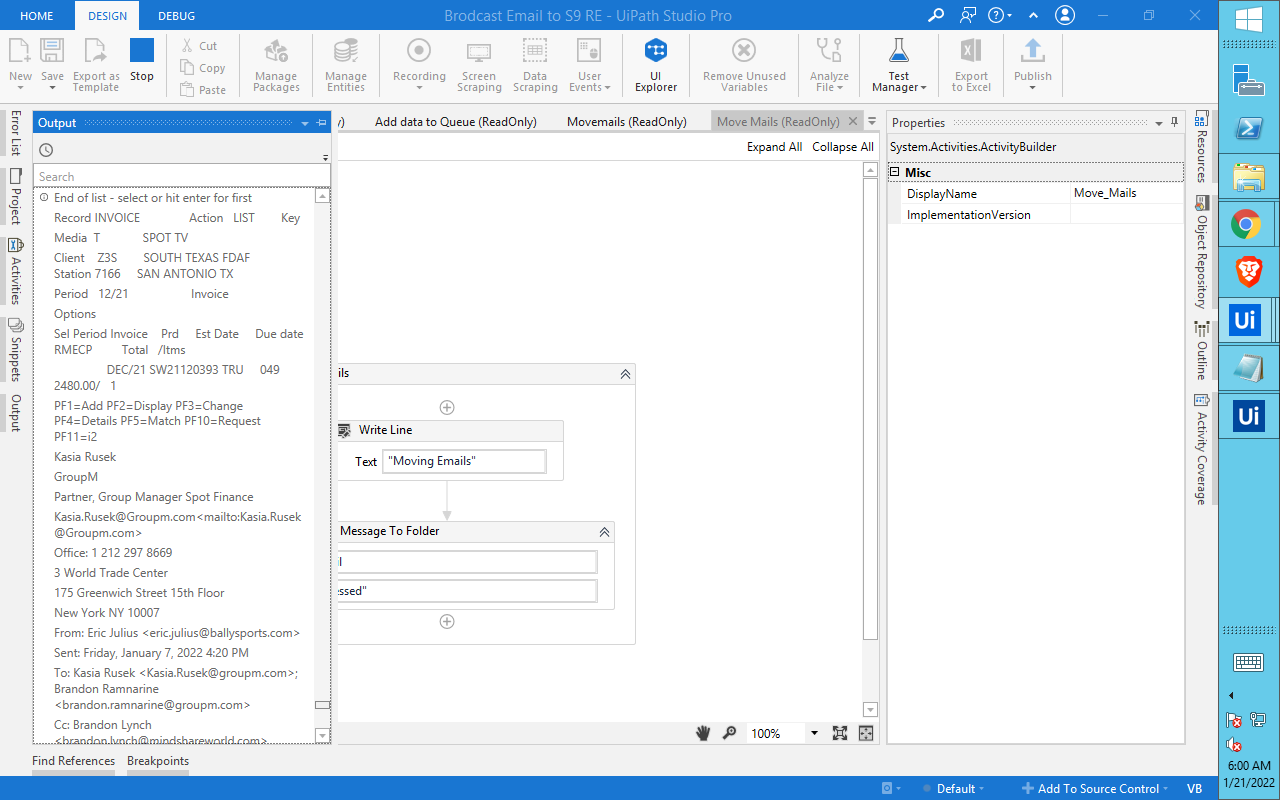 HOME DESIGN DEBUG Brodcast Email to S9 RE - UiPath Studio Pro
New Save Export as Template Stop Cut Copy Paste Manage Packages Manage Entities Recording Screen Scraping Data Scraping User Events UI Explorer Remove Unused Variables Analyze File Test Manager Export to Excel Publish
Error List
Project
Activities
Snippets
Output
Output
Search
End of list - select or hit enter for first
Record INVOICE Action LIST Key
Media T SPOT TV
Client Z3S SOUTH TEXAS FDAF
Station 7166 SAN ANTONIO TX
Period 12/21 Invoice
Options
Sel Period Invoice Prd Est Date Due date
RMECP Total /Itms
DEC/21 SW21120393 TRU 049
2480.00/ 1
PF1=Add PF2=Display PF3=Change
PF4=Details PF5=Match PF10=Request
PF11=i2
Kasia Rusek
GroupM
Partner, Group Manager Spot Finance
Kasia.Rusek@Groupm.com<mailto:Kasia.Rusek
@Groupm.com>
Office: 1 212 297 8669
3 World Trade Center
175 Greenwich Street 15th Floor
New York NY 10007
From: Eric Julius <eric.julius@ballysports.com>
Sent: Friday, January 7, 2022 4:20 PM
To: Kasia Rusek <Kasia.Rusek@groupm.com>;
Brandon Ramnarine
<brandon.ramnarine@groupm.com>
Cc: Brandon Lynch
<brandon.lynch@mindshareworld.com>
Find References Breakpoints
y) Add data to Queue (ReadOnly) Movemails (ReadOnly) Move Mails (ReadOnly)
Expand All Collapse All
ils
Write Line
Text "Moving Emails"
Message To Folder
il
essed"
100%
Properties
System.Activities.ActivityBuilder
Misc
DisplayName Move_Mails
ImplementationVersion
Resources
Object Repository
Outline
Activity Coverage
Default Add To Source Control VB
Ui
Ui
6:00 AM
1/21/2022